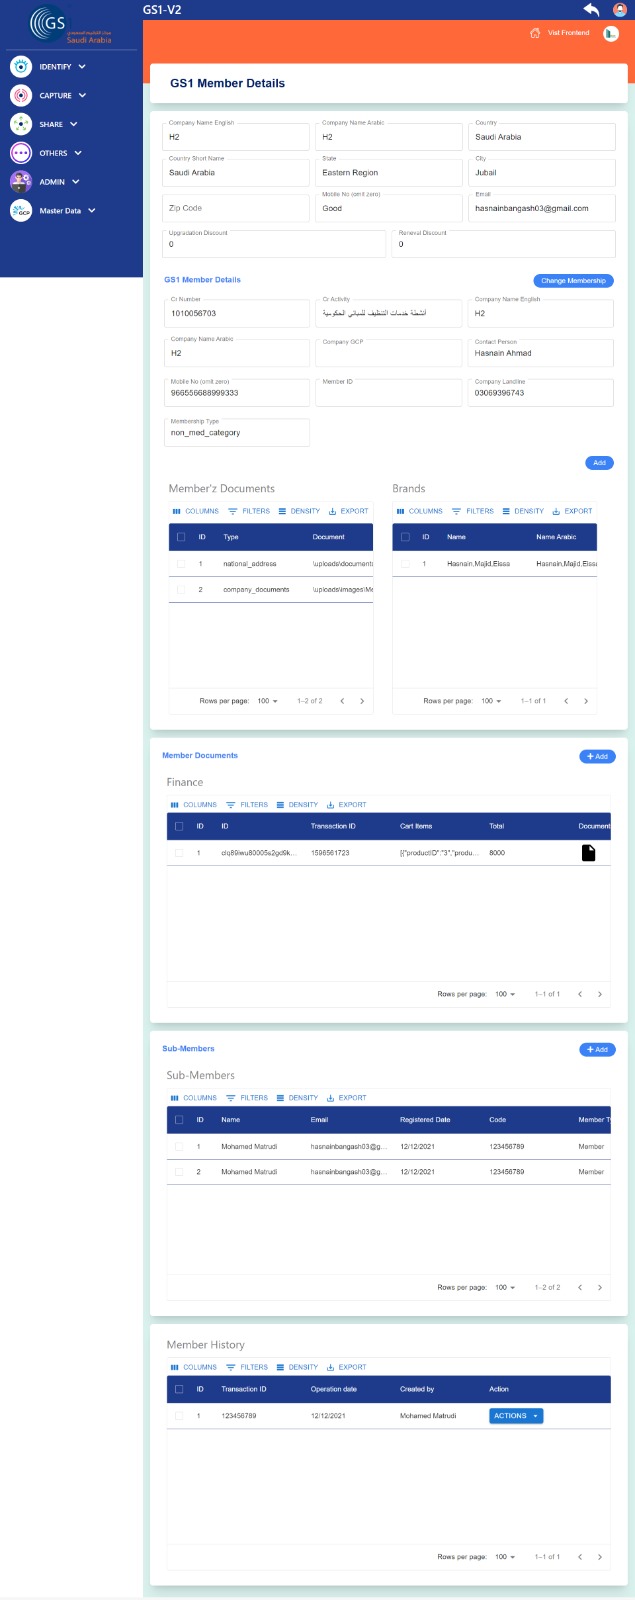 GS1-V2
GS1
Saudi Arabia
Visit Frontend
IDENTIFY
CAPTURE
SHARE
OTHERS
ADMIN
GCP Master Data
GS1 Member Details
Company Name English
H2
Company Name Arabic
H2
Country
Saudi Arabia
Country Short Name
Saudi Arabia
State
Eastern Region
City
Jubail
Zip Code
Mobile No (omit zero)
Good
Email
hasnainbangash03@gmail.com
Upgradation Discount
0
Reneval Discount
0
GS1 Member Details
Change Membership
Cr Number
1010056703
Cr Activity
أنشطة خدمات التنظيف للمباني الحكومية
Company Name English
H2
Company Name Arabic
H2
Company GCP
Contact Person
Hasnain Ahmad
Mobile No (omit zero)
966556688999333
Member ID
Company Landline
03069396743
Membership Type
non_med_category
Add
Member'z Documents
COLUMNS FILTERS DENSITY EXPORT
ID Type Document
1 national_address \uploads\document
2 company_documents \uploads\images\Me
Rows per page: 100 1–2 of 2
Brands
COLUMNS FILTERS DENSITY EXPORT
ID Name Name Arabic
1 Hasnain,Majid,Eissa Hasnain,Majid,Eissa
Rows per page: 100 1–1 of 1
Member Documents
+ Add
Finance
COLUMNS FILTERS DENSITY EXPORT
ID ID Transaction ID Cart Items Total Document
1 clq89iwu80005s2gd9k... 1596561723 [{"productID":"3","produ... 8000
Rows per page: 100 1–1 of 1
Sub-Members
+ Add
Sub-Members
COLUMNS FILTERS DENSITY EXPORT
ID Name Email Registered Date Code Member Ty
1 Mohamed Matrudi hasnainbangash03@g... 12/12/2021 123456789 Member
2 Mohamed Matrudi hasnainbangash03@g... 12/12/2021 123456789 Member
Rows per page: 100 1–2 of 2
Member History
COLUMNS FILTERS DENSITY EXPORT
ID Transaction ID Operation date Created by Action
1 123456789 12/12/2021 Mohamed Matrudi ACTIONS
Rows per page: 100 1–1 of 1